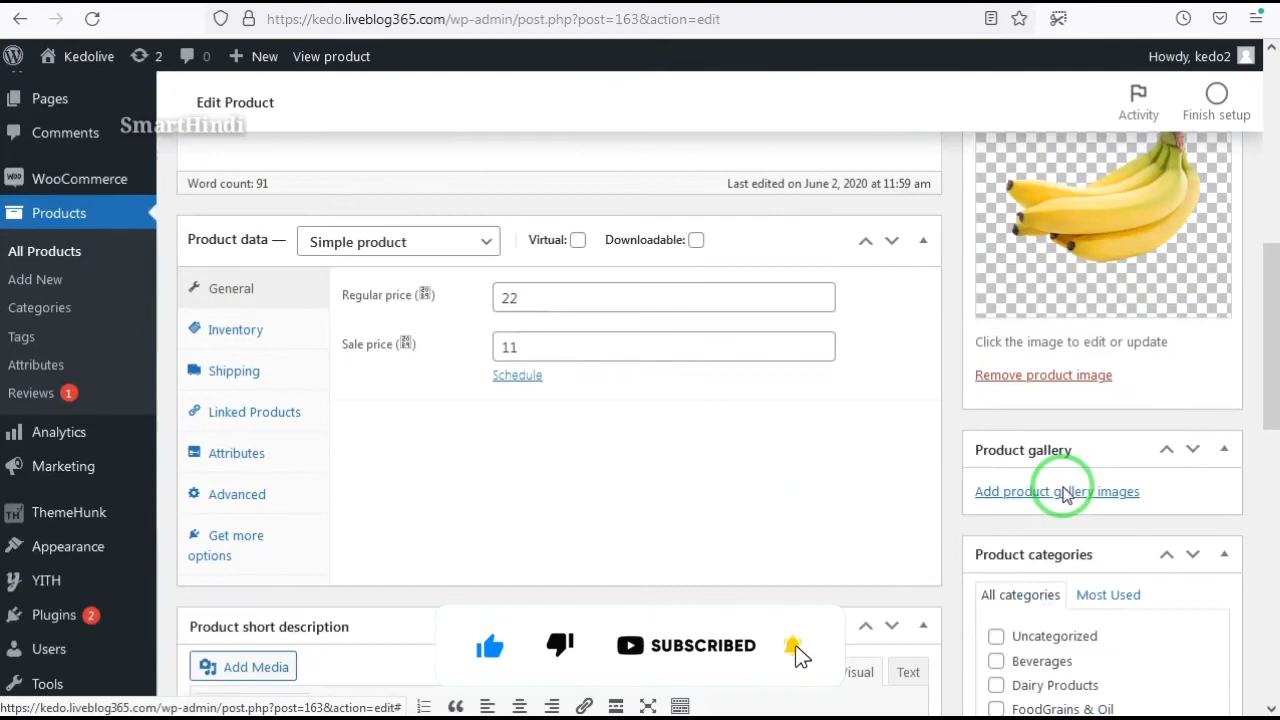 https://kedo.liveblog365.com/wp-admin/post.php?post=163&action=edit
Kedolive
2
0
New
View product
Howdy, kedo2
Pages
Comments
WooCommerce
Products
All Products
Add New
Categories
Tags
Attributes
Reviews 1
Analytics
Marketing
ThemeHunk
Appearance
YITH
Plugins 2
Users
Tools
SmartHindi
Edit Product
Activity
Finish setup
Word count: 91
Last edited on June 2, 2020 at 11:59 am
Product data —
Simple product
Virtual:
Downloadable:
General
Inventory
Shipping
Linked Products
Attributes
Advanced
Get more
options
Regular price
22
Sale price
11
Schedule
Product short description
Add Media
Visual
Text
SUBSCRIBED
Click the image to edit or update
Remove product image
Product gallery
Add product gallery images
Product categories
All categories
Most Used
Uncategorized
Beverages
Dairy Products
FoodGrains & Oil
https://kedo.liveblog365.com/wp-admin/post.php?post=163&action=edit#